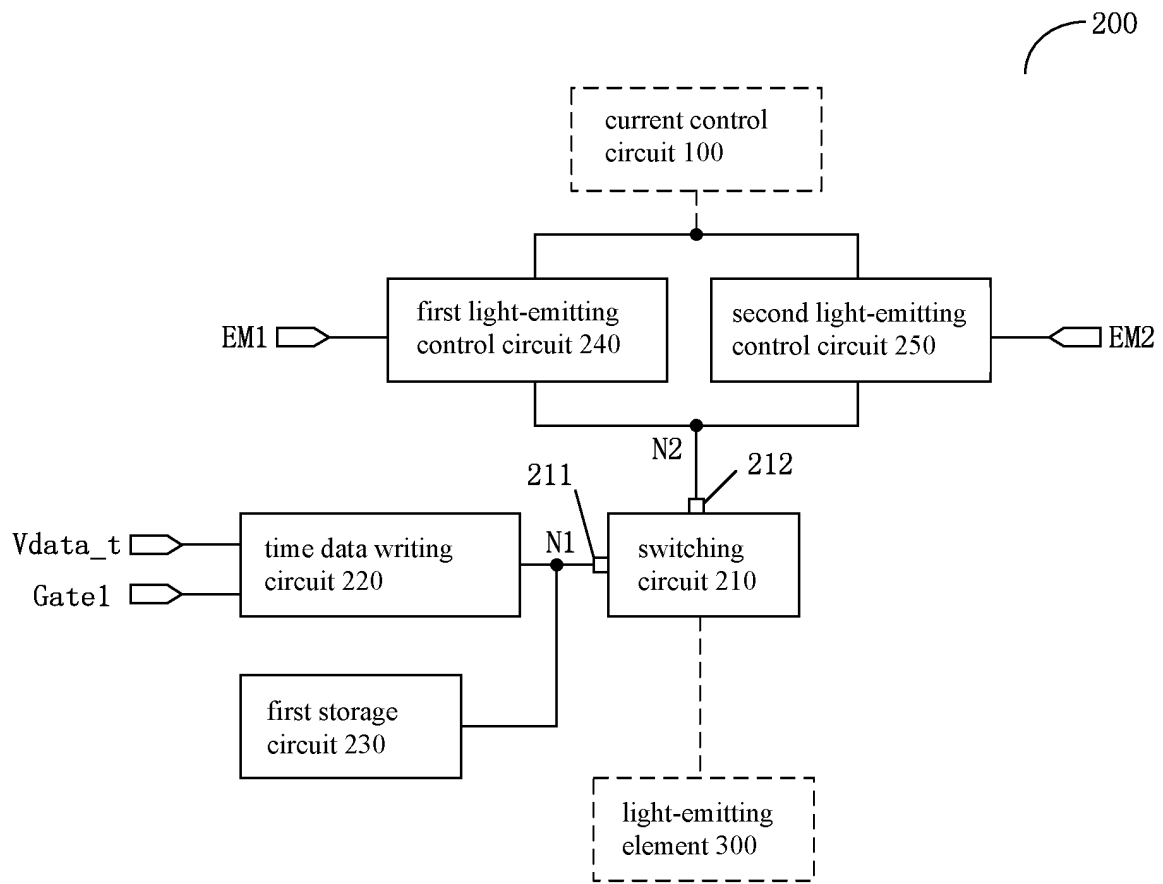 200
current control
circuit 100
first light-emitting
control circuit 240
second light-emitting
control circuit 250
EM1
EM2
N2
212
211
Vdata_t
Gate1
time data writing
circuit 220
N1
switching
circuit 210
first storage
circuit 230
light-emitting
element 300